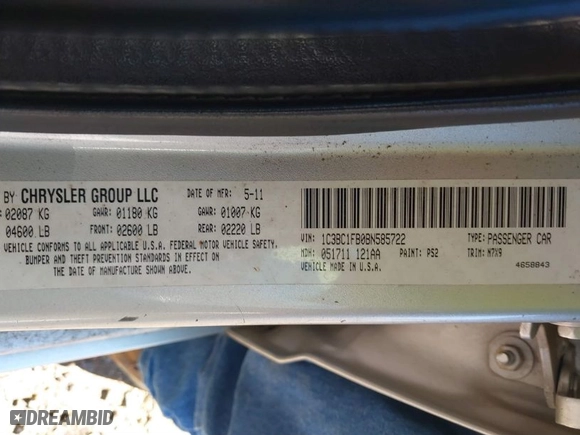 BY CHRYSLER GROUP LLC DATE OF MFR: 5-11
: 02087 KG GAWR: 01180 KG GAWR: 01007 KG
04600 LB FRONT: 02600 LB REAR: 02220 LB
VEHICLE CONFORMS TO ALL APPLICABLE U.S.A. FEDERAL MOTOR VEHICLE SAFETY,
BUMPER AND THEFT PREVENTION STANDARDS IN EFFECT ON
THE DATE OF MANUFACTURE SHOWN ABOVE.
VIN: 1C3BC1FB0BN585722 TYPE: PASSENGER CAR
MDH: 051711 121AA PAINT: PS2 TRIM: N7X9
VEHICLE MADE IN U.S.A. 4658843
DREAMBID